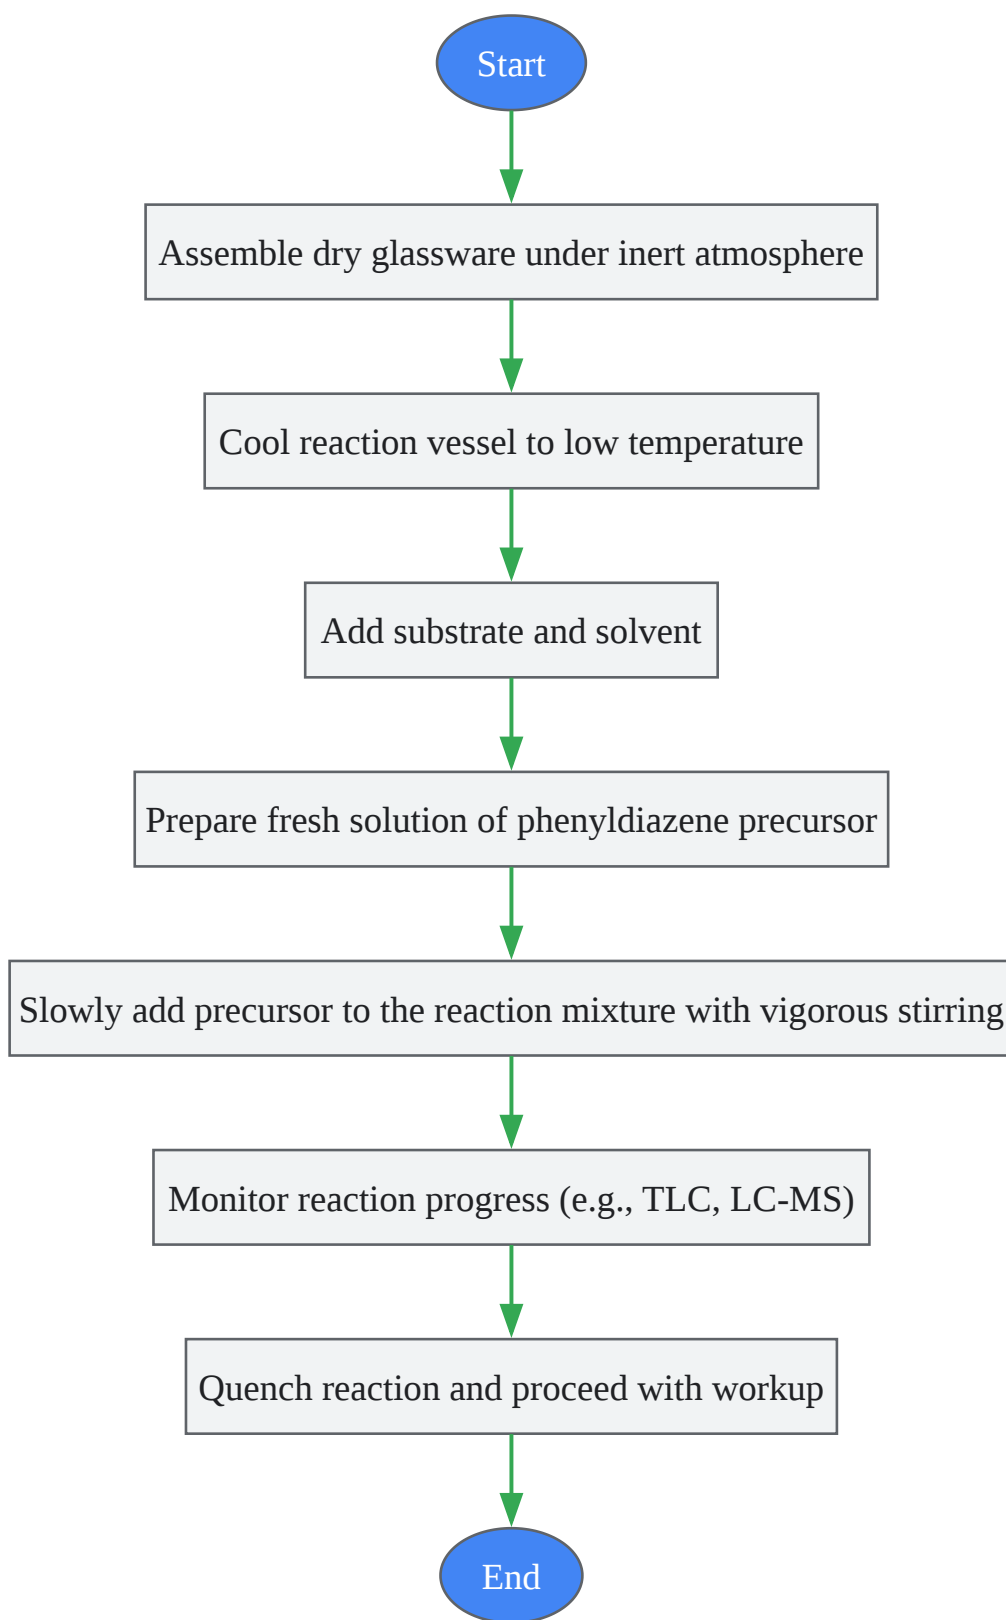 Start
Assemble dry glassware under inert atmosphere
Cool reaction vessel to low temperature
Add substrate and solvent
Prepare fresh solution of phenyldiazene precursor
Slowly add precursor to the reaction mixture with vigorous stirring
Monitor reaction progress (e.g., TLC, LC-MS)
Quench reaction and proceed with workup
End